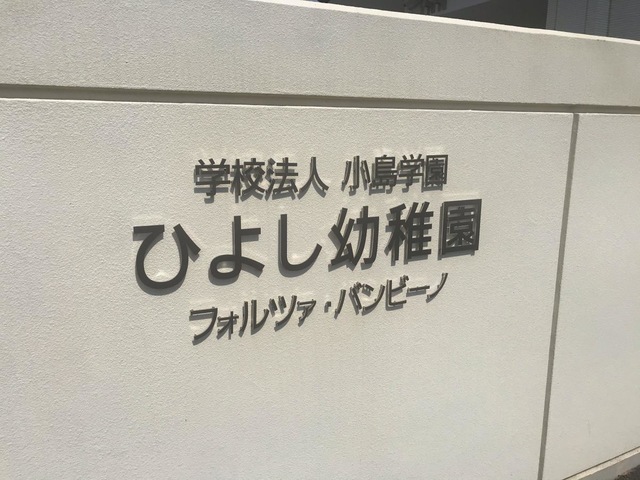 学校法人 小島学園
ひよし幼稚園
フォルツァ・バンビーノ